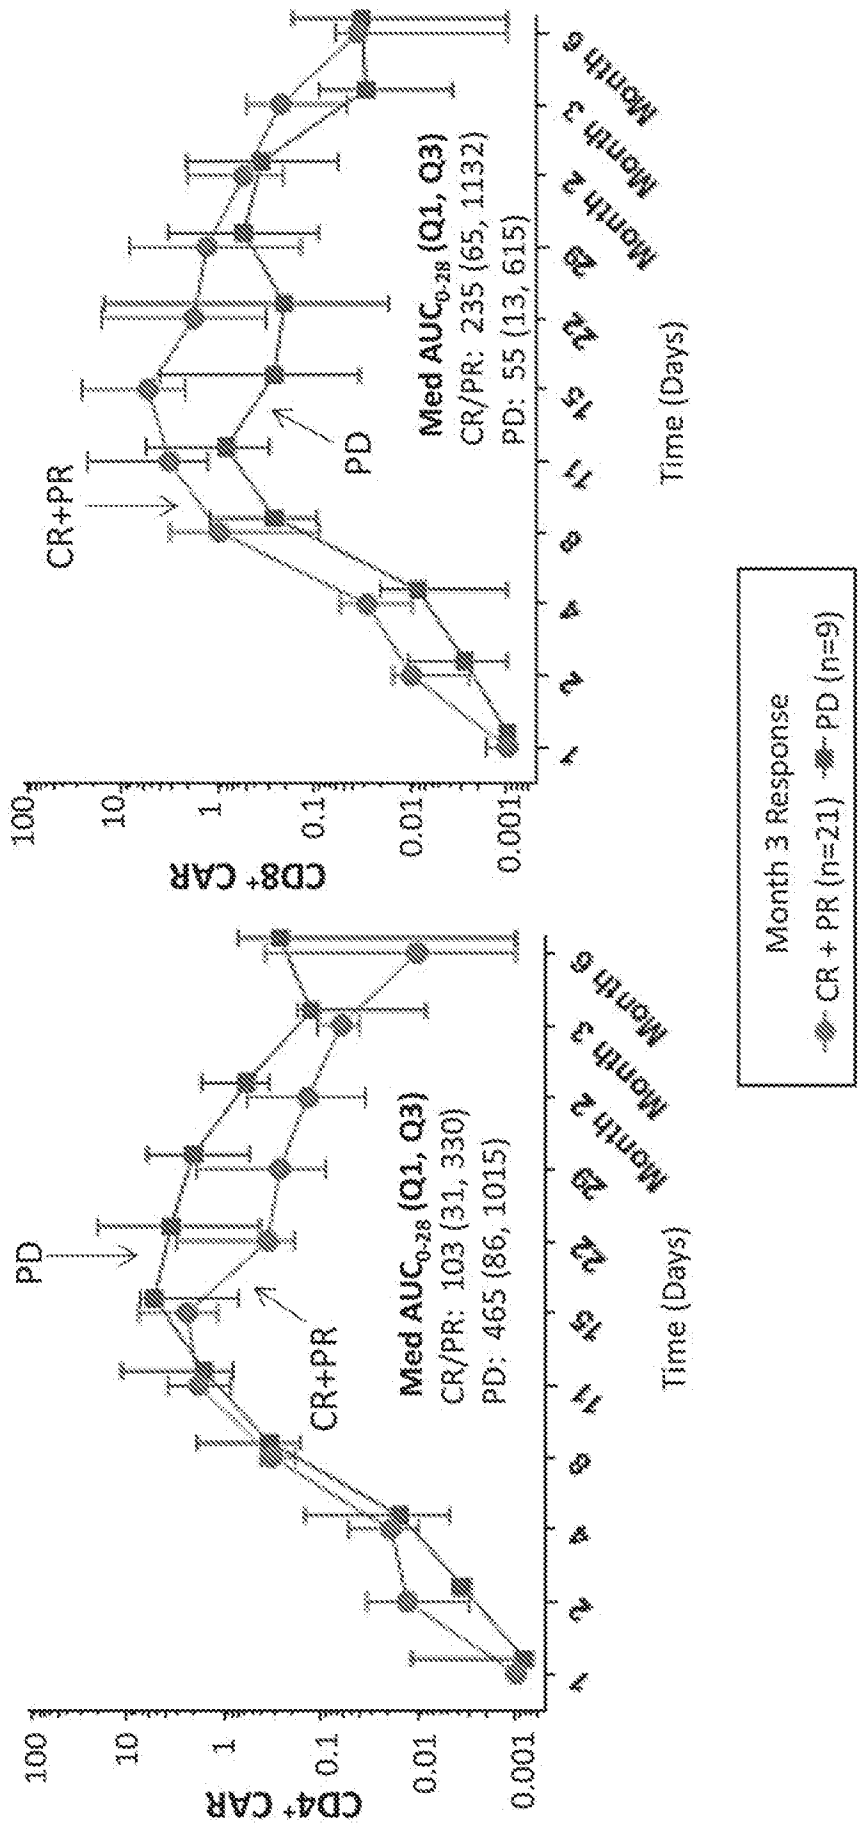 CD4⁺ CAR
100
10
1
0.1
0.01
0.001
PD
CR+PR
Med AUC₀₋₂₈ (Q1, Q3)
CR/PR: 103 (31, 330)
PD: 465 (86, 1015)
1
2
4
8
11
15
22
29
Month 2
Month 3
Month 6
Time (Days)
CD8⁺ CAR
100
10
1
0.1
0.01
0.001
CR+PR
PD
Med AUC₀₋₂₈ (Q1, Q3)
CR/PR: 235 (65, 1132)
PD: 55 (13, 615)
1
2
4
8
11
15
22
29
Month 2
Month 3
Month 6
Time (Days)
Month 3 Response
CR + PR (n=21) PD (n=9)